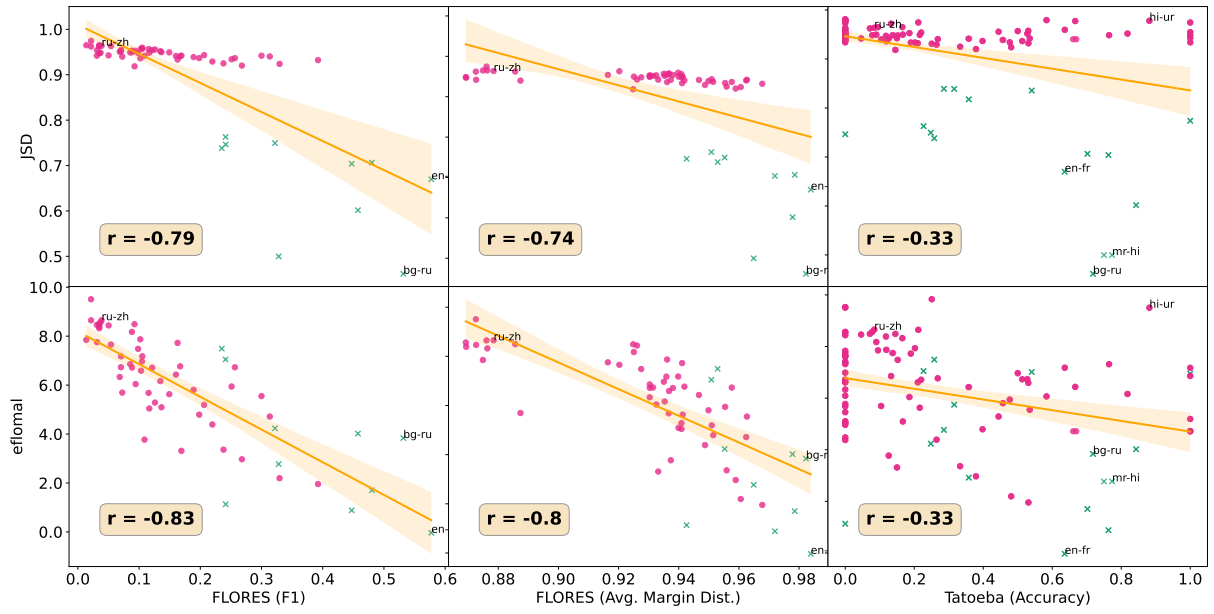 1.0
0.9
0.8
0.7
0.6
0.5
JSD
ru-zh
en-
bg-ru
r = -0.79
ru-zh
en-
bg-r
r = -0.74
ru-zh
hi-ur
en-fr
mr-hi
bg-ru
r = -0.33
10.0
8.0
6.0
4.0
2.0
0.0
eflomal
ru-zh
bg-ru
en-
r = -0.83
ru-zh
bg-r
en-
r = -0.8
ru-zh
hi-ur
bg-ru
mr-hi
en-fr
r = -0.33
0.0 0.1 0.2 0.3 0.4 0.5 0.6
0.88 0.90 0.92 0.94 0.96 0.98
0.0 0.2 0.4 0.6 0.8 1.0
FLORES (F1)
FLORES (Avg. Margin Dist.)
Tatoeba (Accuracy)